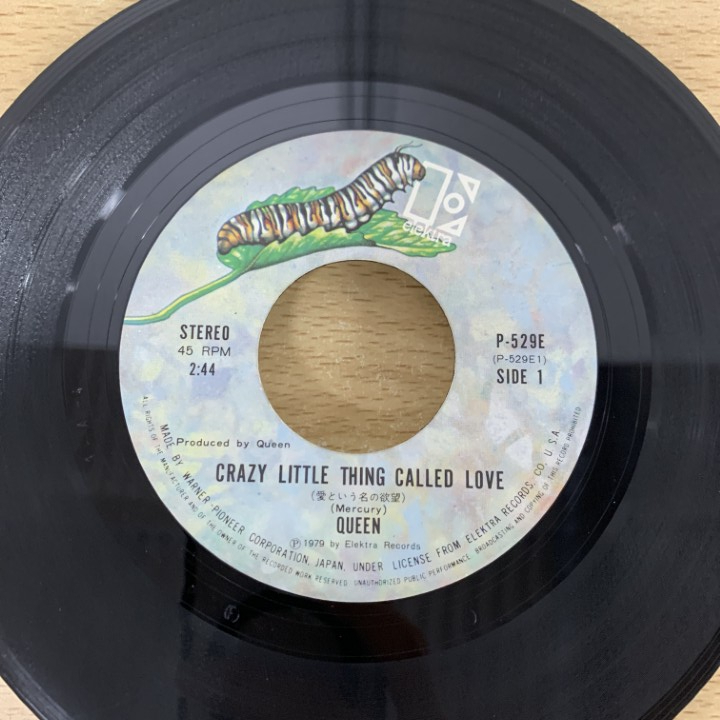 elektra
STEREO
45 RPM
2:44
P-529E
(P-529E1)
SIDE 1
Produced by Queen
CRAZY LITTLE THING CALLED LOVE
(愛という名の欲望)
(Mercury)
QUEEN
Ⓟ 1979 by Elektra Records
MADE BY WARNER-PIONEER CORPORATION, JAPAN, UNDER LICENSE FROM ELEKTRA RECORDS, CO, U.S.A.
ALL RIGHTS OF THE MANUFACTURER AND OF THE OWNER OF THE RECORDED WORK RESERVED. UNAUTHORIZED PUBLIC PERFORMANCE, BROADCASTING AND COPYING OF THIS RECORD PROHIBITED